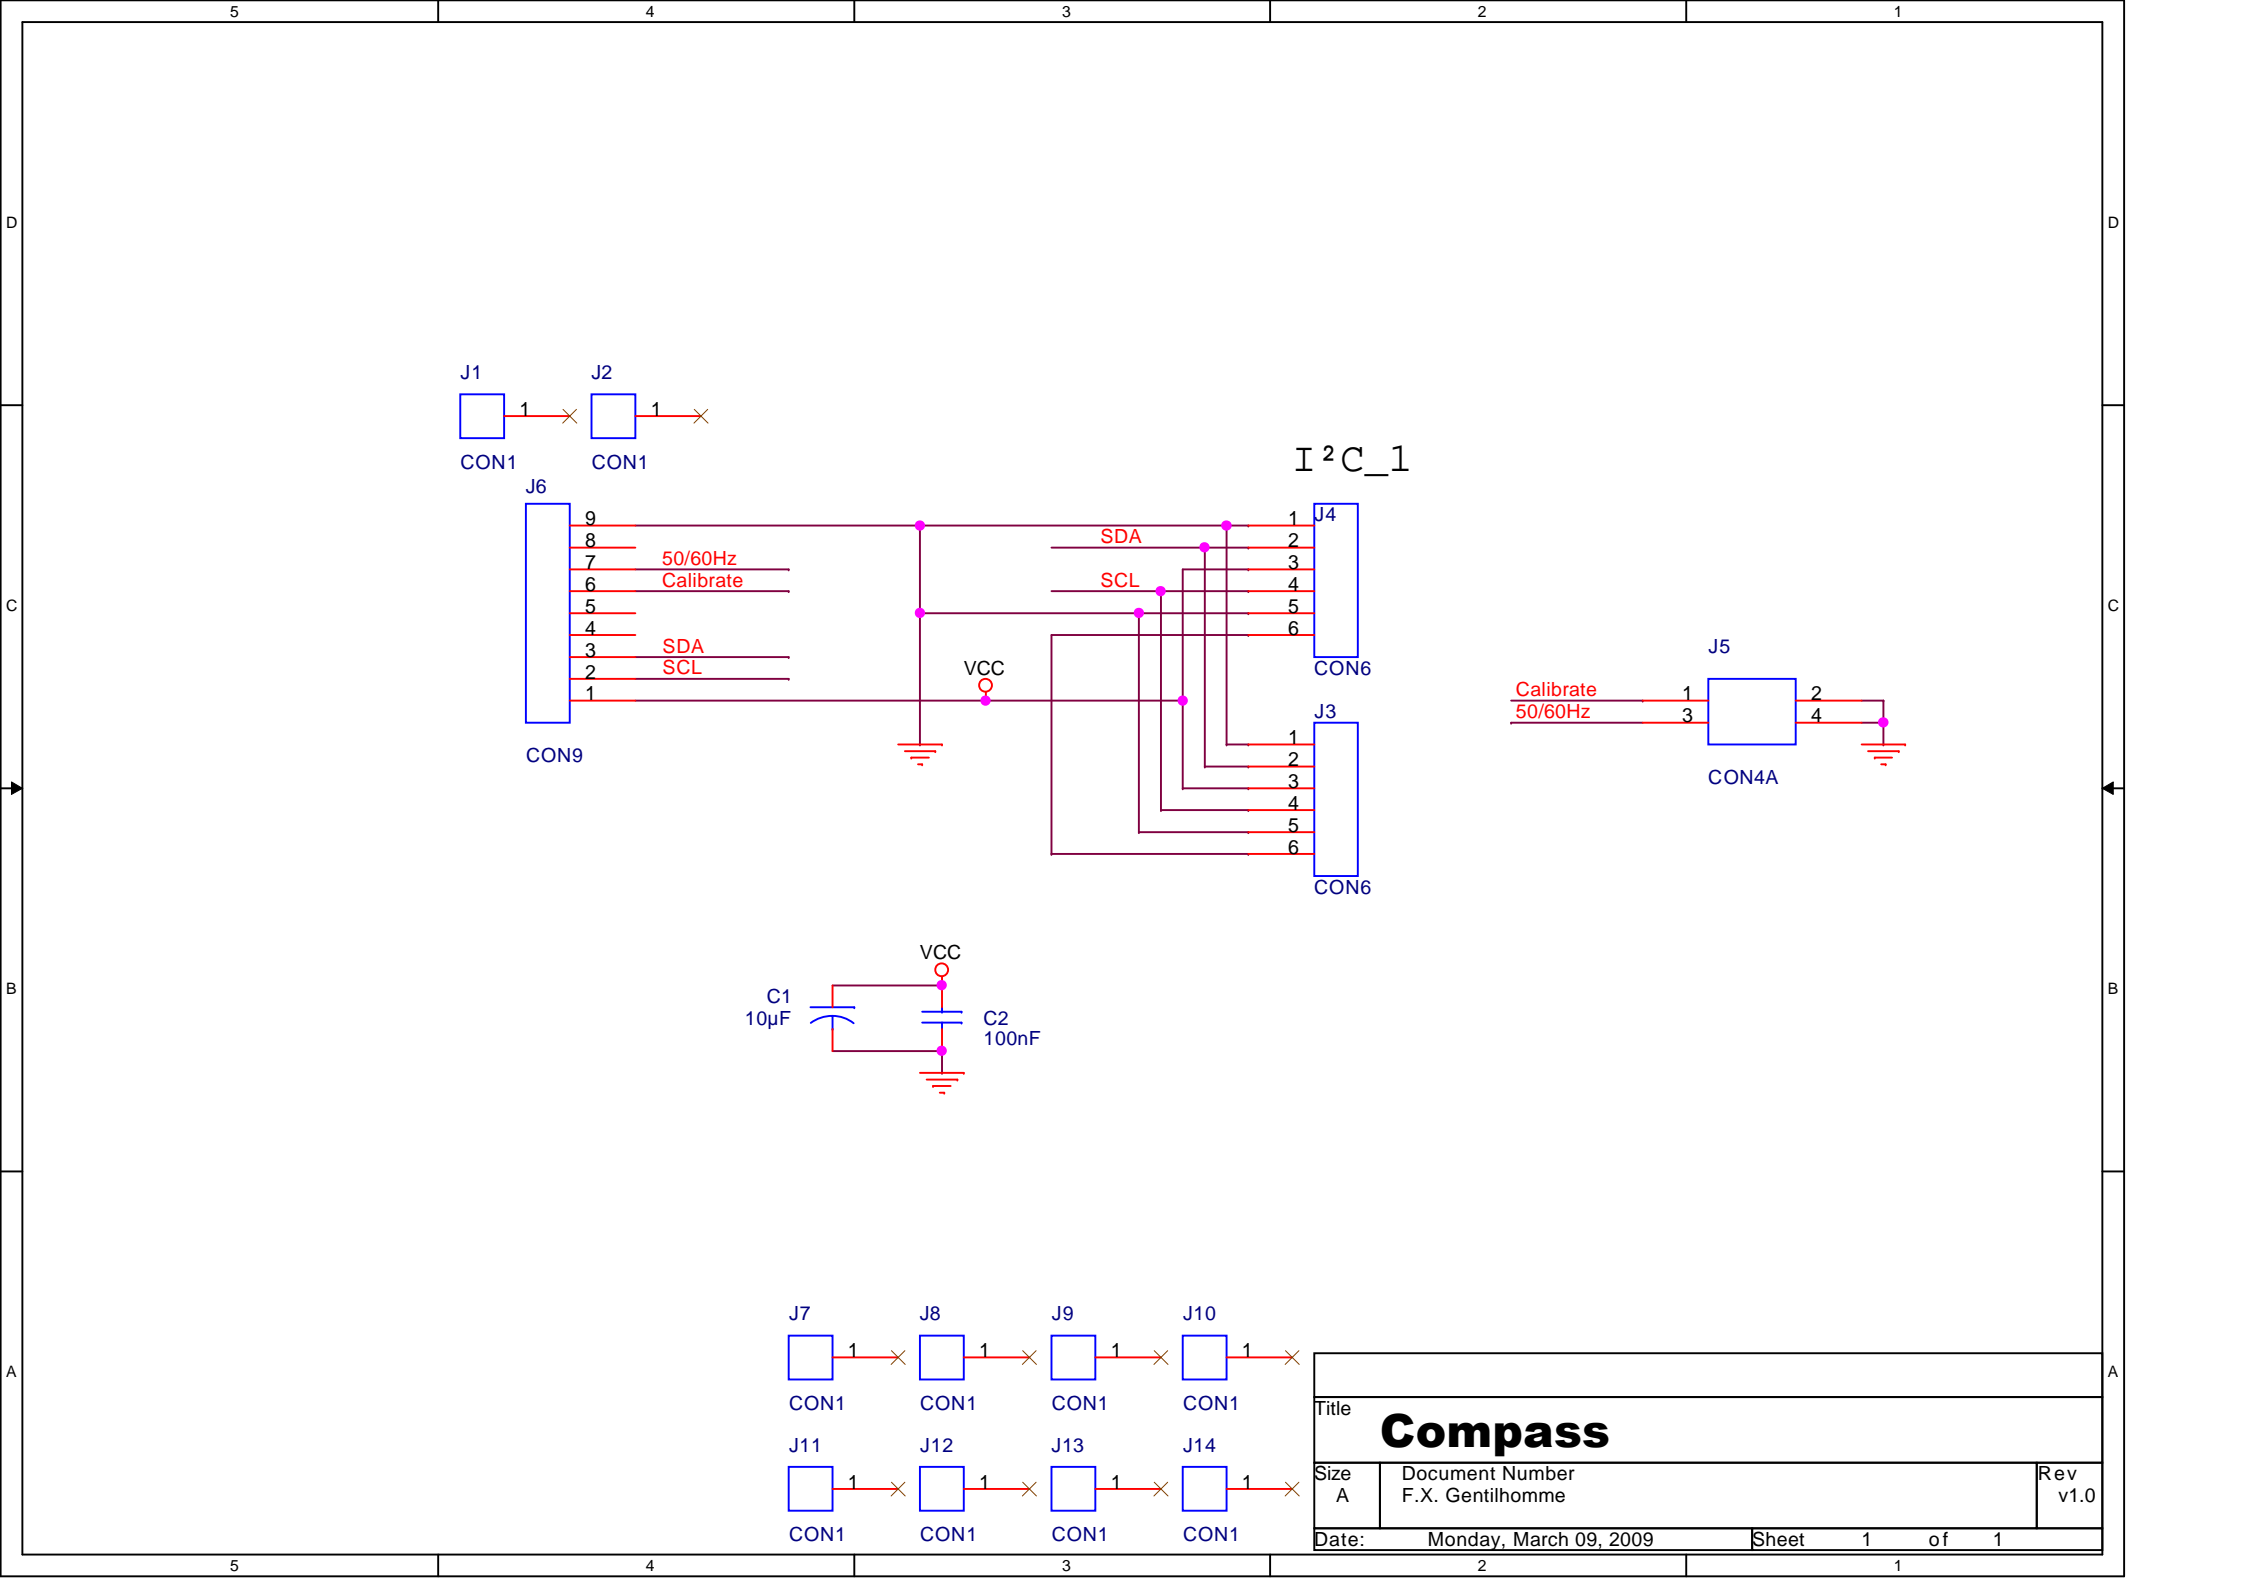 5 4 3 2 1
D D
J1 J2
1 1
CON1 CON1
I²C_1
J6
9
8
7 50/60Hz
6 Calibrate
5
4
3 SDA
2 SCL
1
CON9
VCC
J4
1
SDA 2
3
SCL 4
5
6
CON6
C C
J3
1
2
3
4
5
6
CON6
J5
Calibrate 1 2
50/60Hz 3 4
CON4A
VCC
C1
10µF
C2
100nF
B B
J7 J8 J9 J10
1 1 1 1
CON1 CON1 CON1 CON1
J11 J12 J13 J14
1 1 1 1
CON1 CON1 CON1 CON1
A A
Title
Compass
Size Document Number Rev
A F.X. Gentilhomme v1.0
Date: Monday, March 09, 2009 Sheet 1 of 1
5 4 3 2 1